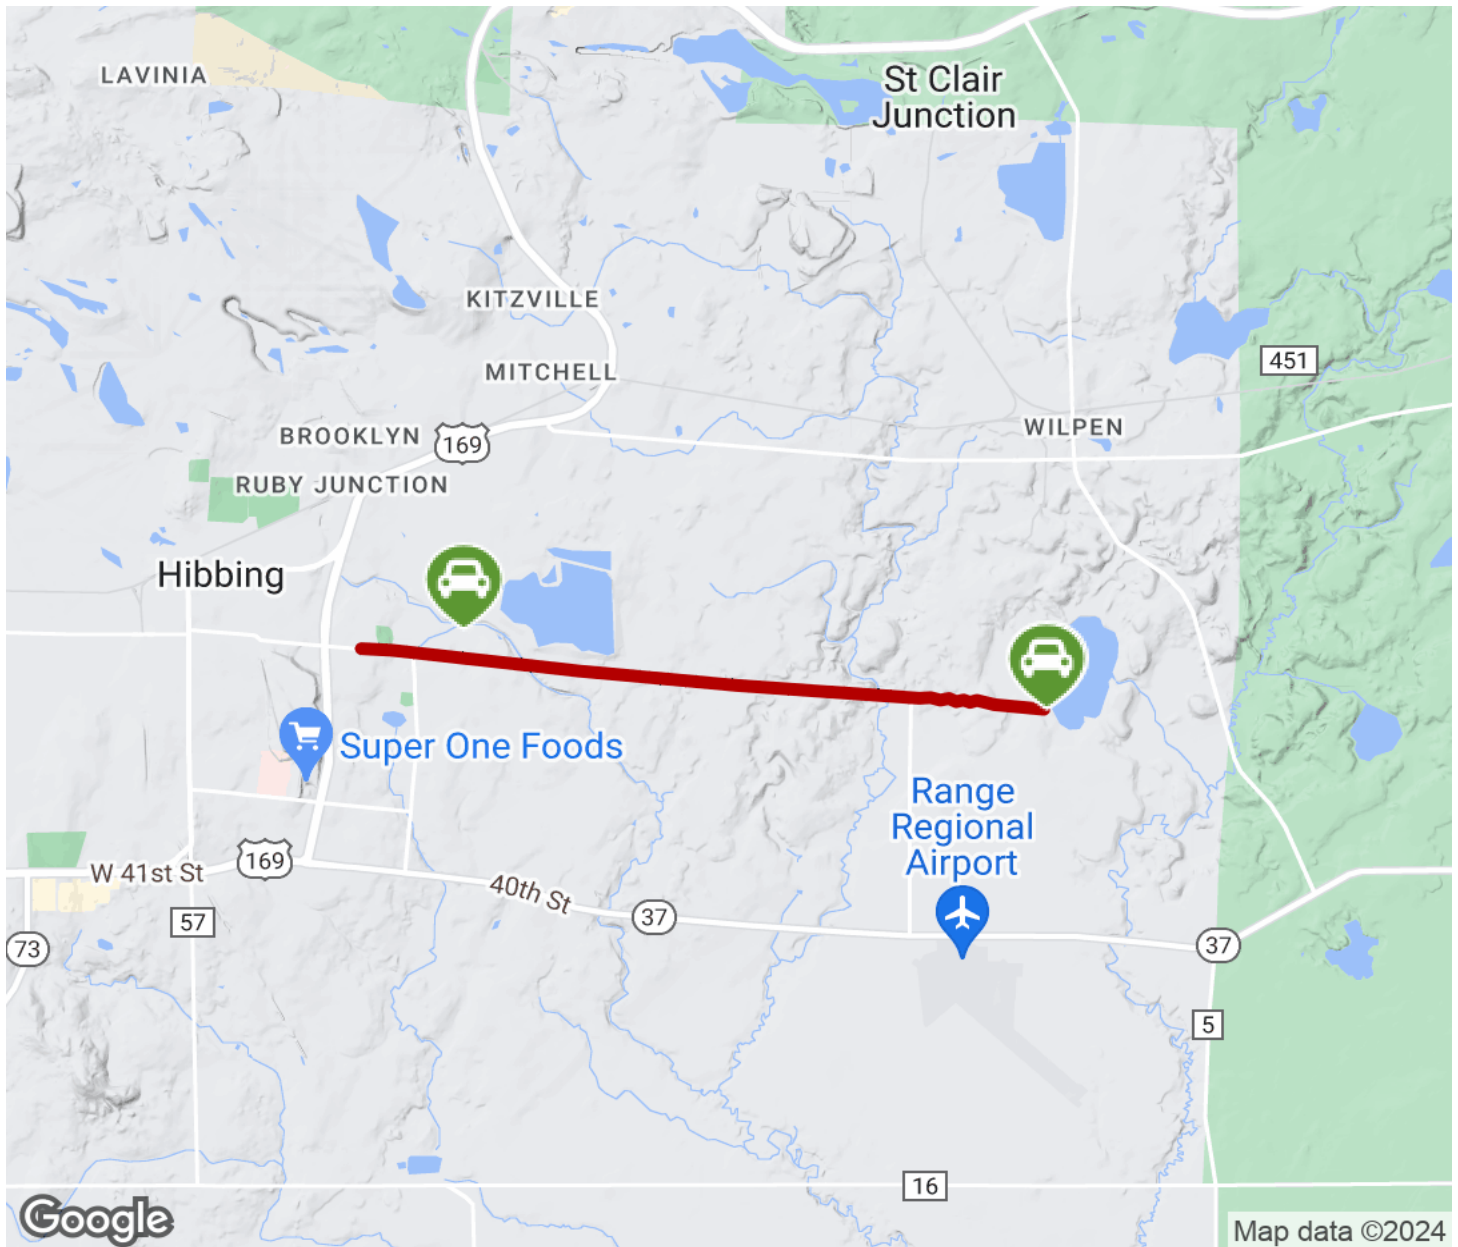 LAVINIA
St Clair
Junction
KITZVILLE
451
MITCHELL
WILPEN
BROOKLYN
169
RUBY JUNCTION
Hibbing
Super One Foods
Range
Regional
Airport
W 41st St
169
40th St
37
57
73
37
5
16
Google
Map data ©2024